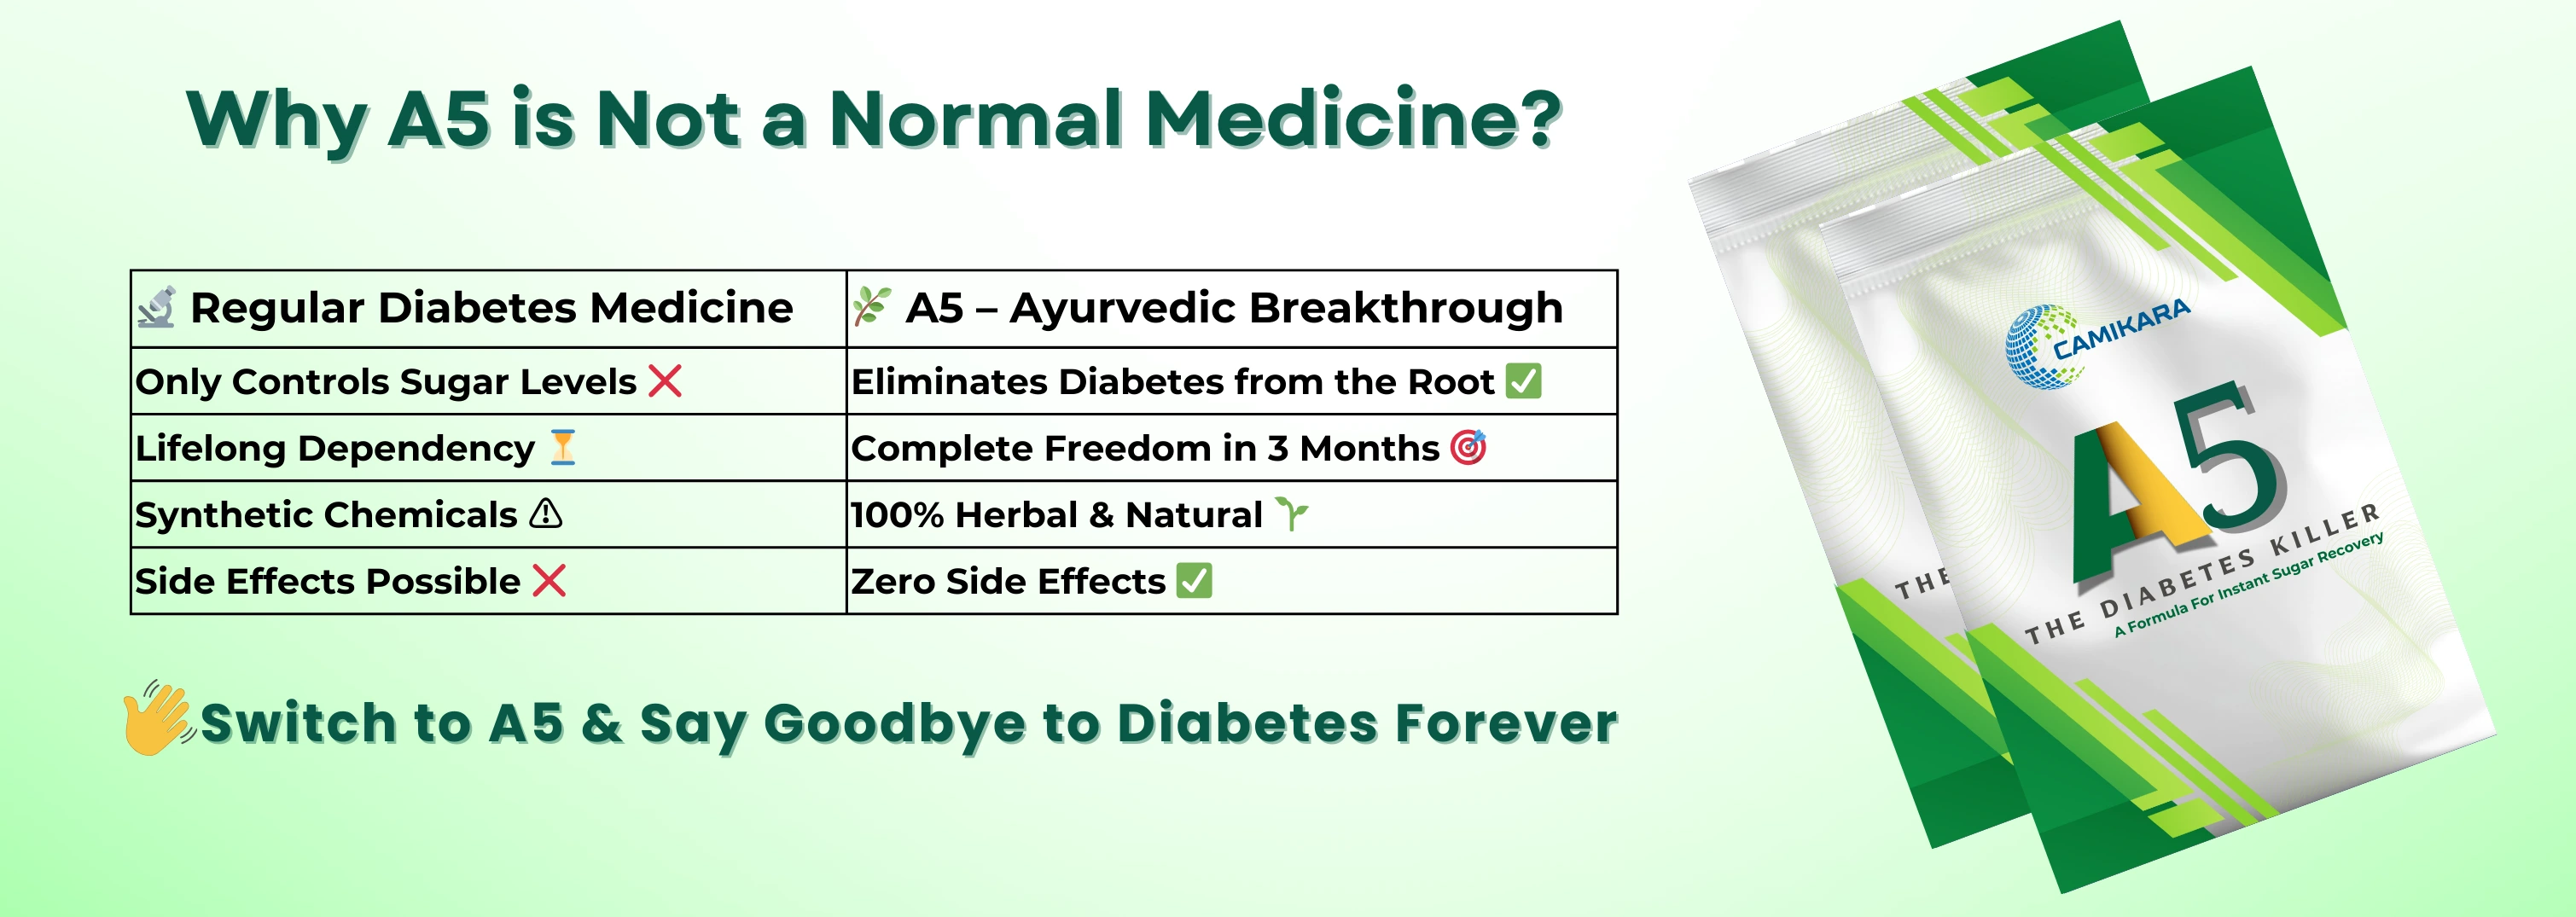 Why A5 is Not a Normal Medicine?
🔬 Regular Diabetes Medicine
🌿 A5 – Ayurvedic Breakthrough
Only Controls Sugar Levels ❌
Eliminates Diabetes from the Root ✅
Lifelong Dependency ⏳
Complete Freedom in 3 Months 🎯
Synthetic Chemicals ⚠
100% Herbal & Natural 🌱
Side Effects Possible ❌
Zero Side Effects ✅
👋Switch to A5 & Say Goodbye to Diabetes Forever
CAMIKARA
A5
THE DIABETES KILLER
A Formula For Instant Sugar Recovery
THE